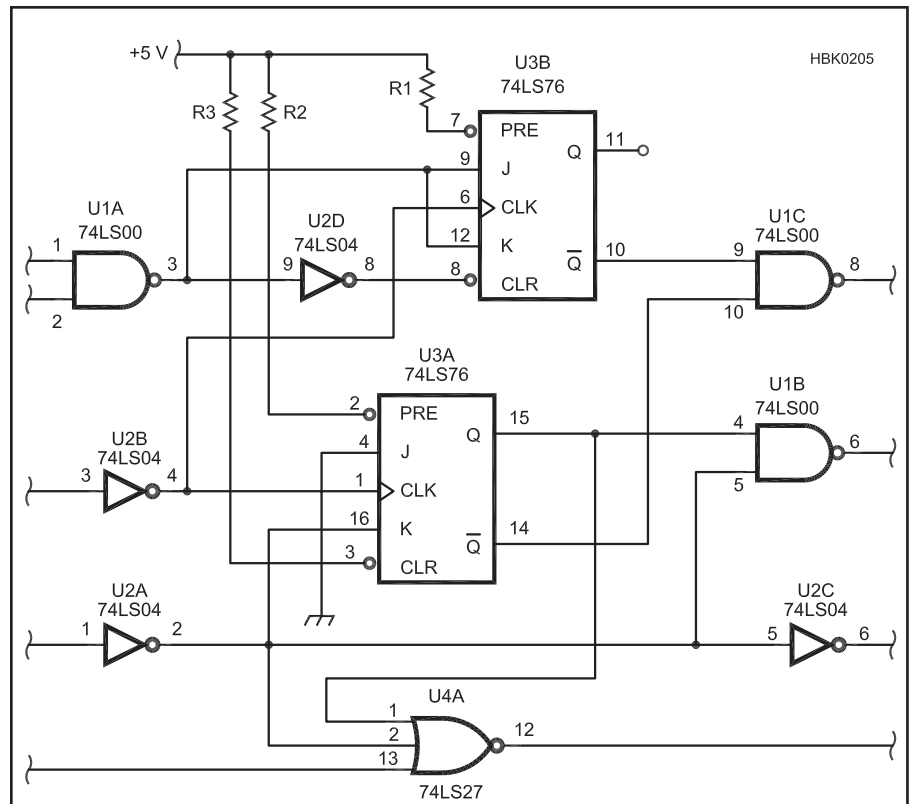 +5 V
HBK0205
U3B
74LS76
R3
R2
R1
7
PRE
Q
11
9
J
6
CLK
12
K
Q
10
8
CLR
U1A
74LS00
1
2
3
U2D
74LS04
9
8
U1C
74LS00
9
10
8
U3A
74LS76
2
PRE
Q
15
4
J
1
CLK
16
K
Q
14
3
CLR
U1B
74LS00
4
5
6
U2B
74LS04
3
4
U2A
74LS04
1
2
U2C
74LS04
5
6
U4A
1
2
13
12
74LS27